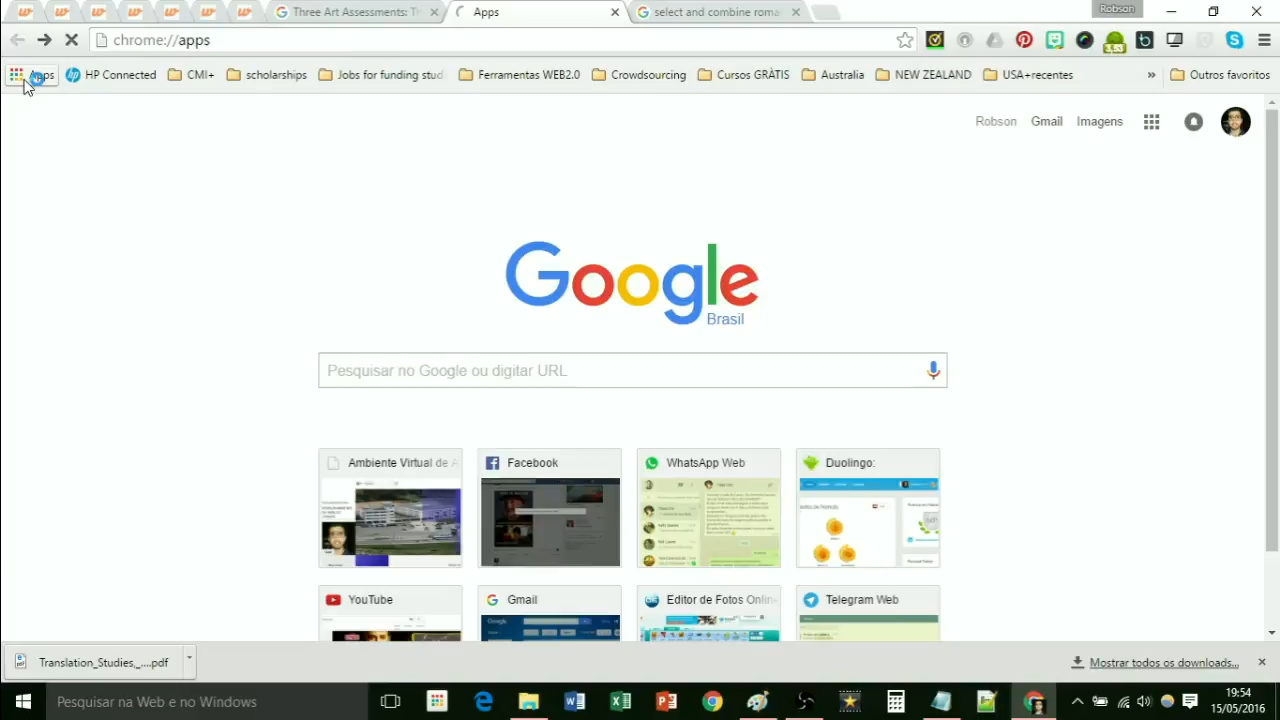 Three Art Assessments: Th
Apps
select and combine roma
Robson
chrome://apps
Apps
HP Connected
CMI+
scholarships
Jobs for funding stud
Ferramentas WEB2.0
Crowdsourcing
Cursos GRÁTIS
Austrália
NEW ZEALAND
USA+recentes
»
Outros favoritos
Robson
Gmail
Imagens
Google
Brasil
Pesquisar no Google ou digitar URL
Ambiente Virtual de A
Facebook
WhatsApp Web
Duolingo:
YouTube
Gmail
Editor de Fotos Onlin
Telegram Web
Translation_Studies,_....pdf
Mostrar todos os downloads...
Pesquisar na Web e no Windows
19:54
15/05/2016